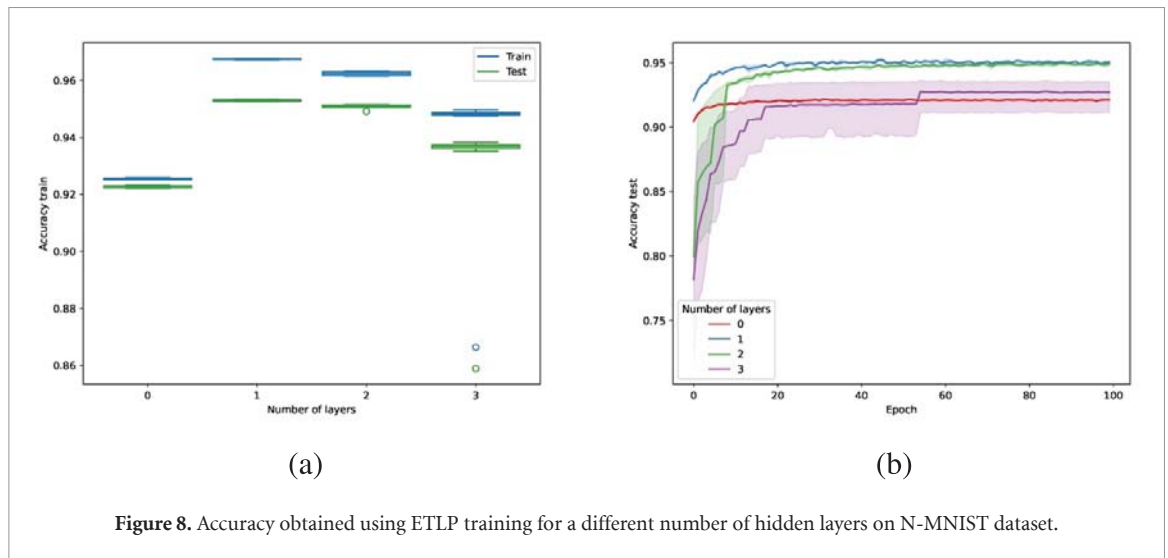 Accuracy train
0.96
0.94
0.92
0.90
0.88
0.86
Train
Test
0
1
2
3
Number of layers
(a)
Accuracy test
0.95
0.90
0.85
0.80
0.75
Number of layers
0
1
2
3
0
20
40
60
80
100
Epoch
(b)
Figure 8. Accuracy obtained using ETLP training for a different number of hidden layers on N-MNIST dataset.